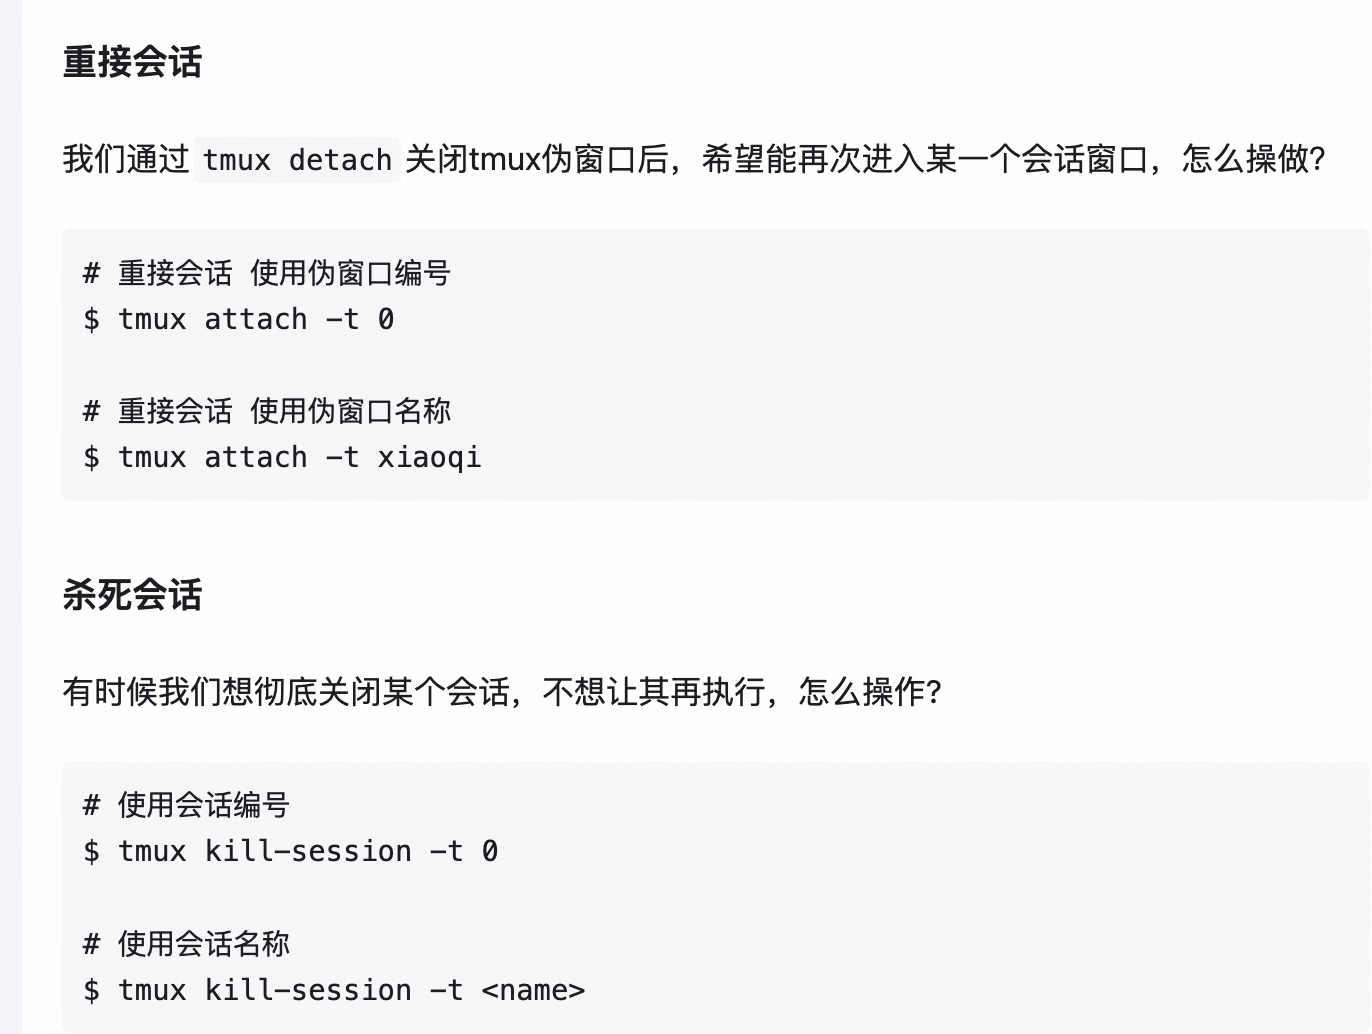 重接会话
我们通过 tmux detach 关闭tmux伪窗口后，希望能再次进入某一个会话窗口，怎么操做?
# 重接会话 使用伪窗口编号
$ tmux attach -t 0
# 重接会话 使用伪窗口名称
$ tmux attach -t xiaoqi
杀死会话
有时候我们想彻底关闭某个会话，不想让其再执行，怎么操作?
# 使用会话编号
$ tmux kill-session -t 0
# 使用会话名称
$ tmux kill-session -t <name>